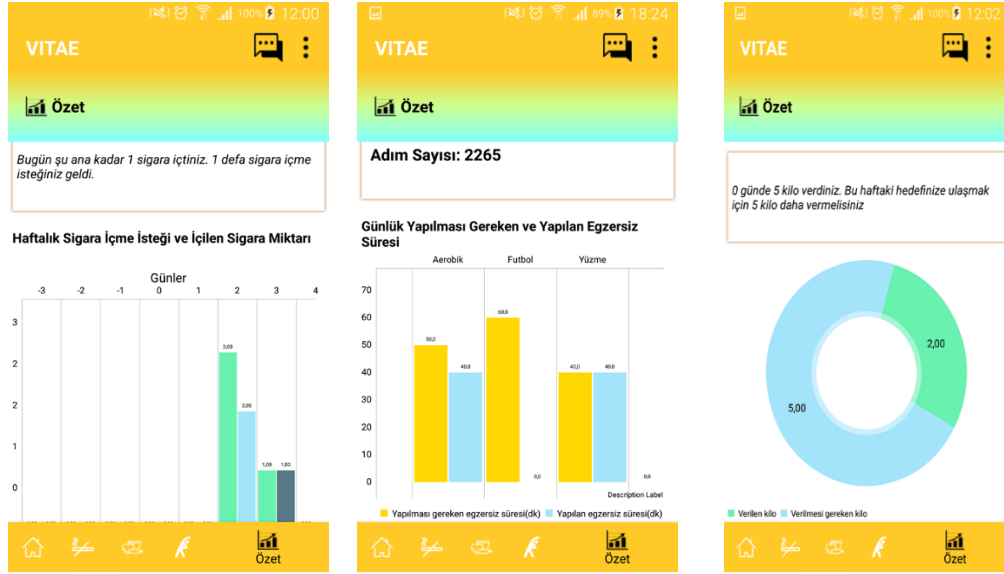 100% 12:00
VITAE
Özet
Bugün şu ana kadar 1 sigara içtiniz. 1 defa sigara içme
isteğiniz geldi.
Haftalık Sigara İçme İsteği ve İçilen Sigara Miktarı
Günler
-3 -2 -1 0 1 2 3 4
3
2
2
1
0
3,00
2,00
1,00 1,00
Özet
89% 18:24
VITAE
Özet
Adım Sayısı: 2265
Günlük Yapılması Gereken ve Yapılan Egzersiz
Süresi
Aerobik Futbol Yüzme
70
60
50
40
30
20
10
0
50,0
40,0
60,0
0,0
40,0
40,0
0,0
Description Label
Yapılması gereken egzersiz süresi(dk) Yapılan egzersiz süresi(dk)
Özet
100% 12:02
VITAE
Özet
0 günde 5 kilo verdiniz. Bu haftaki hedefinize ulaşmak
için 5 kilo daha vermelisiniz
2,00
5,00
Verilen kilo Verilmesi gereken kilo
Özet